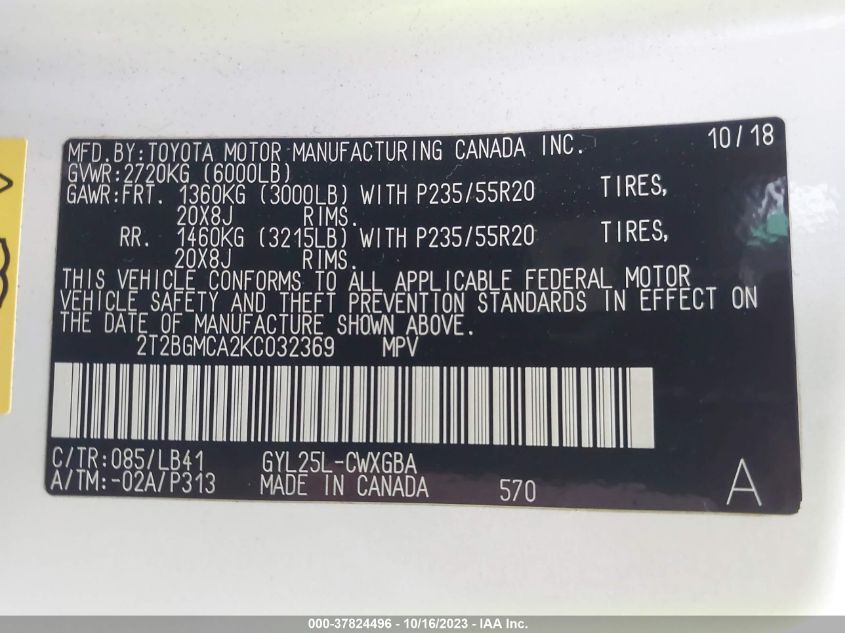 MFD.BY:TOYOTA MOTOR MANUFACTURING CANADA INC. 10/18
GVWR:2720KG (6000LB)
GAWR:FRT. 1360KG (3000LB) WITH P235/55R20 TIRES,
20X8J RIMS.
RR. 1460KG (3215LB) WITH P235/55R20 TIRES,
20X8J RIMS.
THIS VEHICLE CONFORMS TO ALL APPLICABLE FEDERAL MOTOR
VEHICLE SAFETY AND THEFT PREVENTION STANDARDS IN EFFECT ON
THE DATE OF MANUFACTURE SHOWN ABOVE.
2T2BGMCA2KC032369 MPV
C/TR:085/LB41 GYL25L-CWXGBA
A/TM:-02A/P313 MADE IN CANADA 570 A
000-37824496 - 10/16/2023 - IAA Inc.